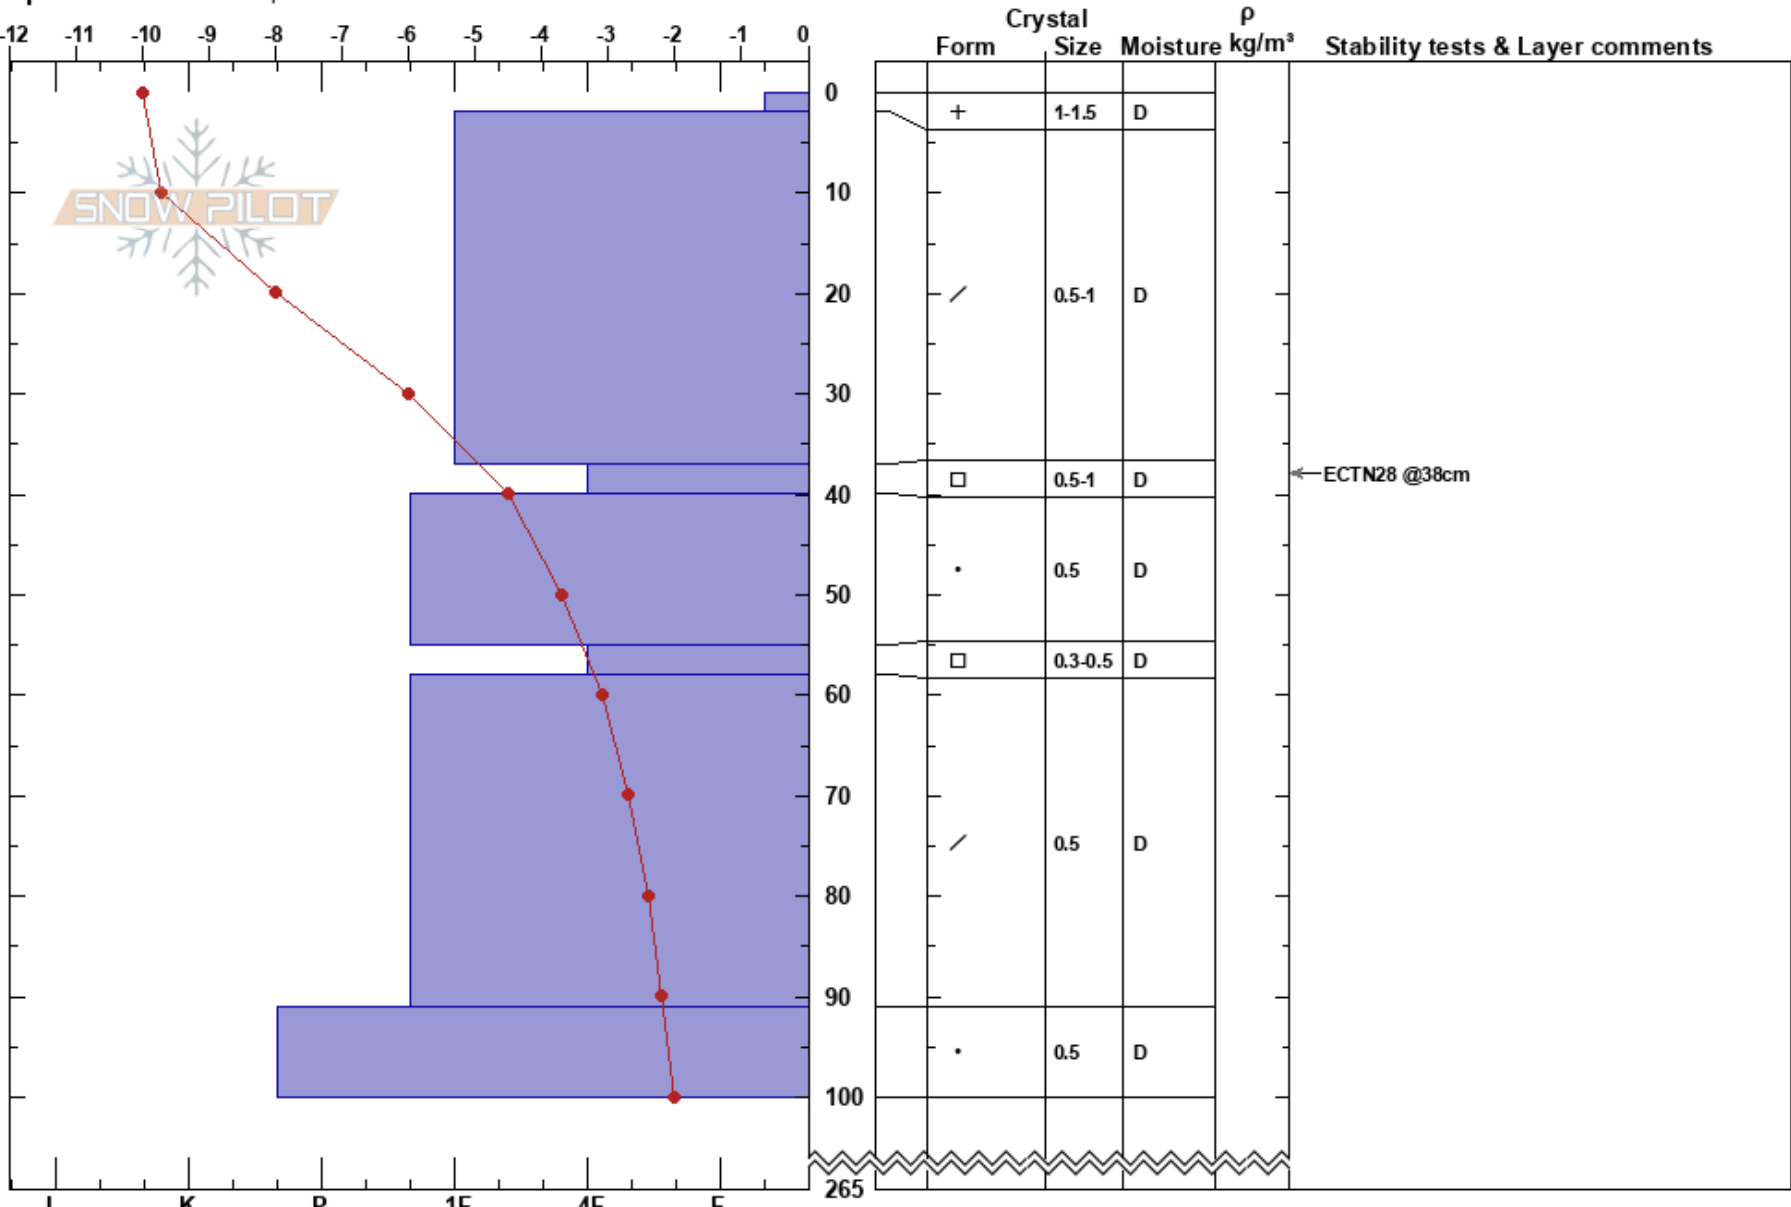 Crystal ρ
Form Size Moisture kg/m³ Stability tests & Layer comments
-12 -11 -10 -9 -8 -7 -6 -5 -4 -3 -2 -1 0
0
+ 1-1.5 D
SNOW PILOT
10
20
/ 0.5-1 D
30
□ 0.5-1 D
ECTN28 @38cm
40
• 0.5 D
50
□ 0.3-0.5 D
60
70
/ 0.5 D
80
90
• 0.5 D
100
265
I K P 1F 4F F